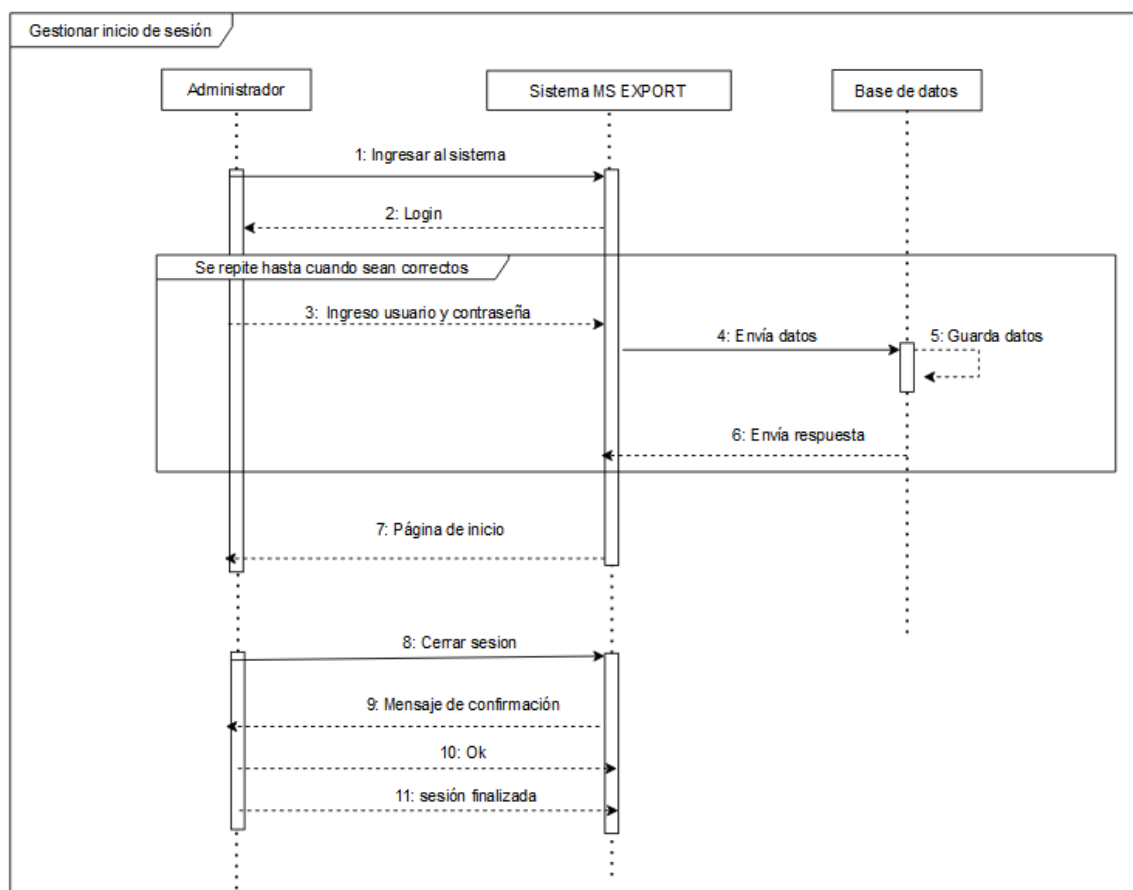 Gestionar inicio de sesión
Administrador
Sistema MS EXPORT
Base de datos
1: Ingresar al sistema
2: Login
Se repite hasta cuando sean correctos
3: Ingreso usuario y contraseña
4: Envía datos
5: Guarda datos
6: Envía respuesta
7: Página de inicio
8: Cerrar sesion
9: Mensaje de confirmación
10: Ok
11: sesión finalizada